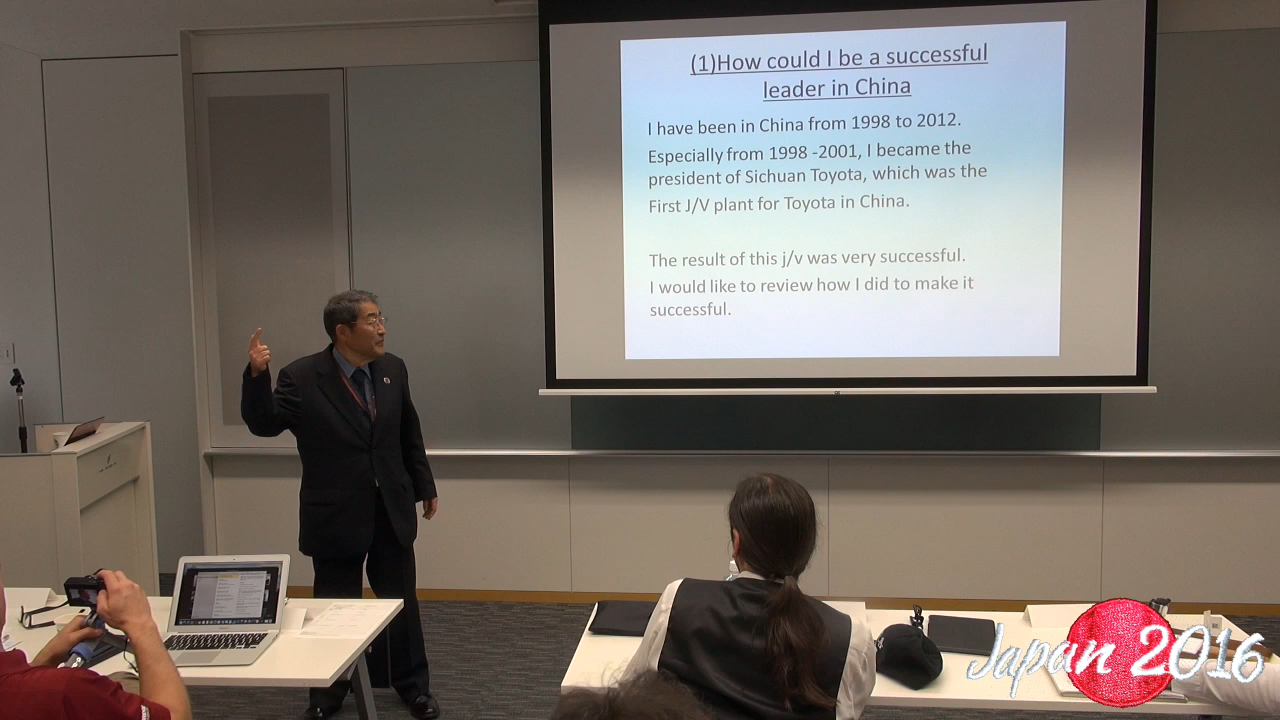 (1)How could I be a successful
leader in China
I have been in China from 1998 to 2012.
Especially from 1998 -2001, I became the
president of Sichuan Toyota, which was the
First J/V plant for Toyota in China.
The result of this j/v was very successful.
I would like to review how I did to make it
successful.
Japan 2016